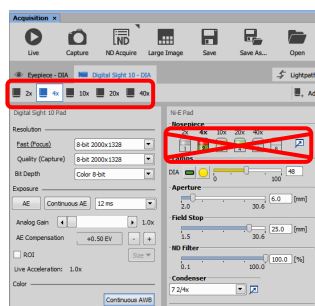 Acquisition ×
Live Capture ND Acquire Large Image Save Save As... Open
Eyepiece - DIA Digital Sight 10 - DIA Lightpath
2x 4x 10x 20x 40x Ad
Digital Sight 10 Pad
Resolution
Fast (Focus) 8-bit 2000x1328
Quality (Capture) 8-bit 2000x1328
Bit Depth Color 8-bit
Exposure
AE Continuous AE 12 ms
Analog Gain 1.0x
AE Compensation +0.50 EV - +
ROI Size
Live Acceleration: 1.0x
Color
Continuous AWB
Ni-E Pad
Nosepiece
2x 4x 10x 20x 40x
DIA 0 100 48
Aperture
2.0 30.6 6.0 [mm]
Field Stop
1.5 30.6 25.0 [mm]
ND Filter
0.1 100.0 100.0 [%]
Condenser
7 2/4x